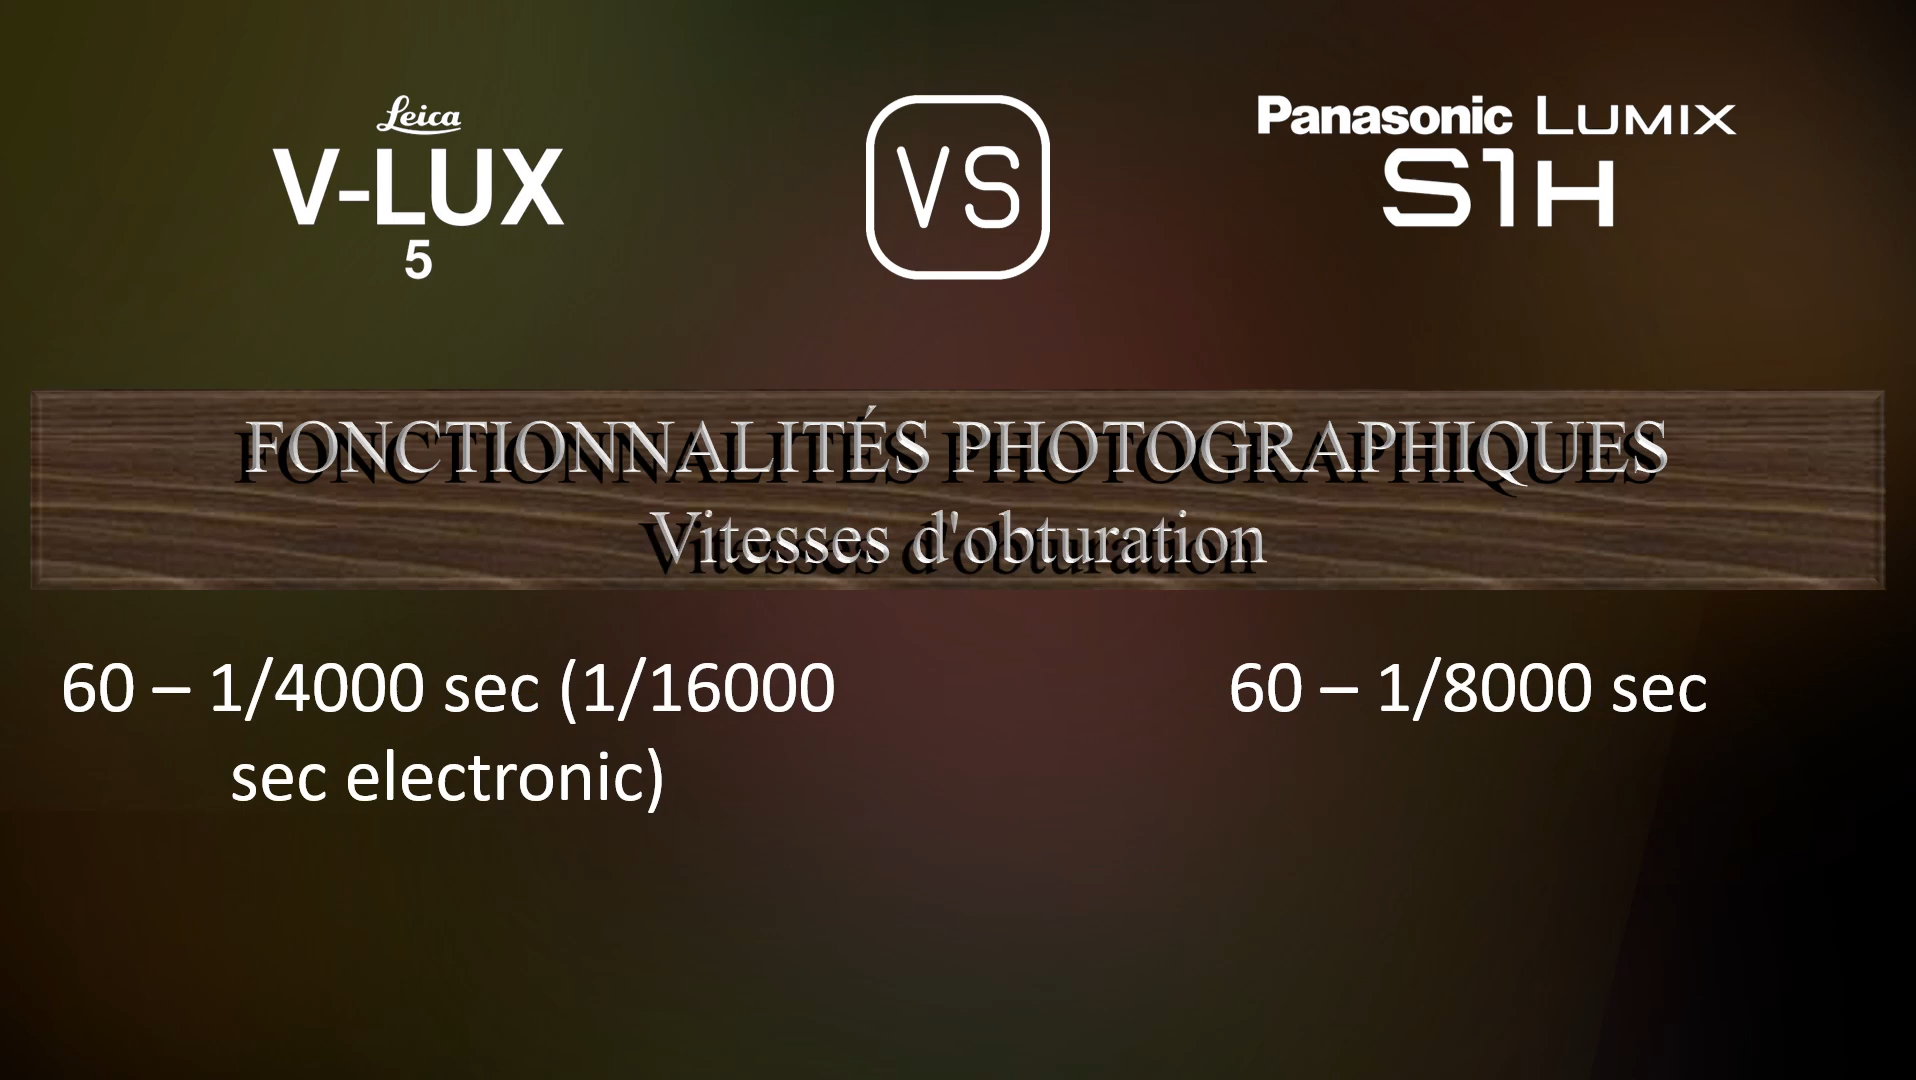 Leica
V-LUX
5
VS
Panasonic LUMIX
S1H
FONCTIONNALITÉS PHOTOGRAPHIQUES
Vitesses d'obturation
60 – 1/4000 sec (1/16000
sec electronic)
60 – 1/8000 sec